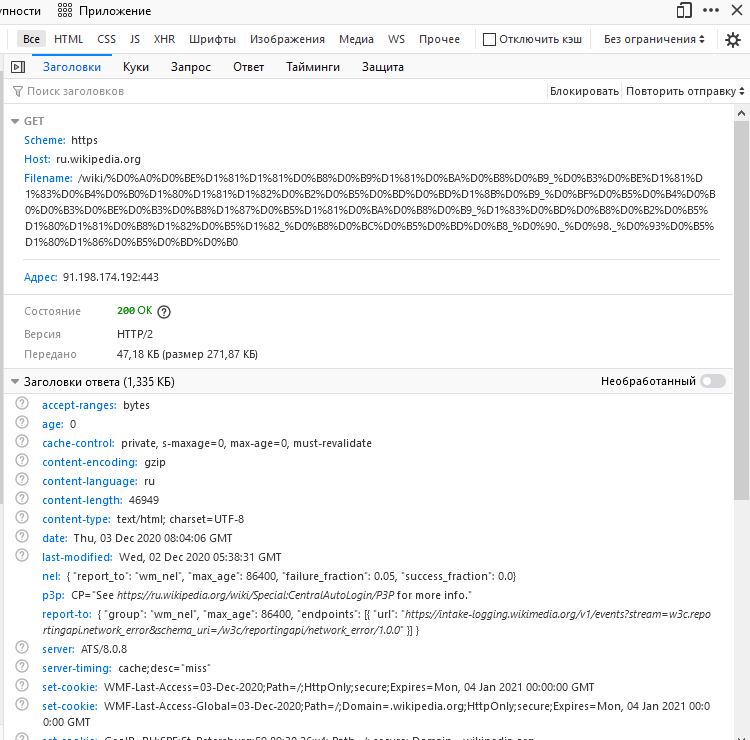 упности Приложение
Все HTML CSS JS XHR Шрифты Изображения Медиа WS Прочее Отключить кэш Без ограничения
Заголовки Куки Запрос Ответ Тайминги Защита
Поиск заголовков Блокировать Повторить отправку
GET
Scheme: https
Host: ru.wikipedia.org
Filename: /wiki/%D0%A0%D0%BE%D1%81%D1%81%D0%B8%D0%B9%D1%81%D0%BA%D0%B8%D0%B9_%D0%B3%D0%BE%D1%81%D
1%83%D0%B4%D0%B0%D1%80%D1%81%D1%82%D0%B2%D0%B5%D0%BD%D0%BD%D1%8B%D0%B9_%D0%BF%D0%B5%D0%B4%D0%B
0%D0%B3%D0%BE%D0%B3%D0%B8%D1%87%D0%B5%D1%81%D0%BA%D0%B8%D0%B9_%D1%83%D0%BD%D0%B8%D0%B2%D0%B5%
D1%80%D1%81%D0%B8%D1%82%D0%B5%D1%82_%D0%B8%D0%BC%D0%B5%D0%BD%D0%B8_%D0%90._%D0%98._%D0%93%D0%B5%
D1%80%D1%86%D0%B5%D0%BD%D0%B0
Адрес: 91.198.174.192:443
Состояние 200 OK
Версия HTTP/2
Передано 47,18 КБ (размер 271,87 КБ)
Заголовки ответа (1,335 КБ) Необработанный
accept-ranges: bytes
age: 0
cache-control: private, s-maxage=0, max-age=0, must-revalidate
content-encoding: gzip
content-language: ru
content-length: 46949
content-type: text/html; charset=UTF-8
date: Thu, 03 Dec 2020 08:04:06 GMT
last-modified: Wed, 02 Dec 2020 05:38:31 GMT
nel: { "report_to": "wm_nel", "max_age": 86400, "failure_fraction": 0.05, "success_fraction": 0.0}
p3p: CP="See https://ru.wikipedia.org/wiki/Special:CentralAutoLogin/P3P for more info."
report-to: { "group": "wm_nel", "max_age": 86400, "endpoints": [{ "url": "https://intake-logging.wikimedia.org/v1/events?stream=w3c.repo
rtingapi.network_error&schema_uri=/w3c/reportingapi/network_error/1.0.0" }] }
server: ATS/8.0.8
server-timing: cache;desc="miss"
set-cookie: WMF-Last-Access=03-Dec-2020;Path=/;HttpOnly;secure;Expires=Mon, 04 Jan 2021 00:00:00 GMT
set-cookie: WMF-Last-Access-Global=03-Dec-2020;Path=/;Domain=.wikipedia.org;HttpOnly;secure;Expires=Mon, 04 Jan 2021 00:0
0:00 GMT